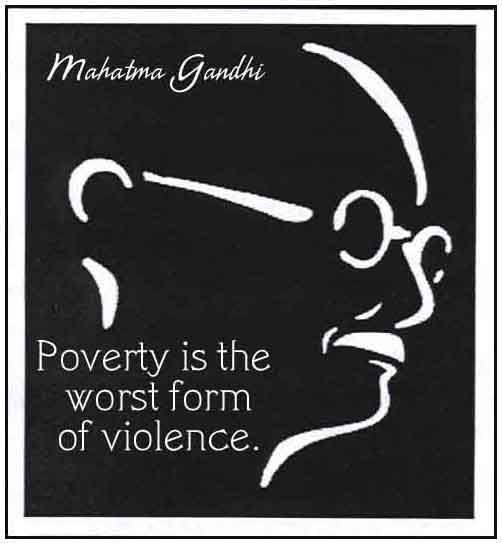 Mahatma Gandhi
Poverty is the
worst form
of violence.